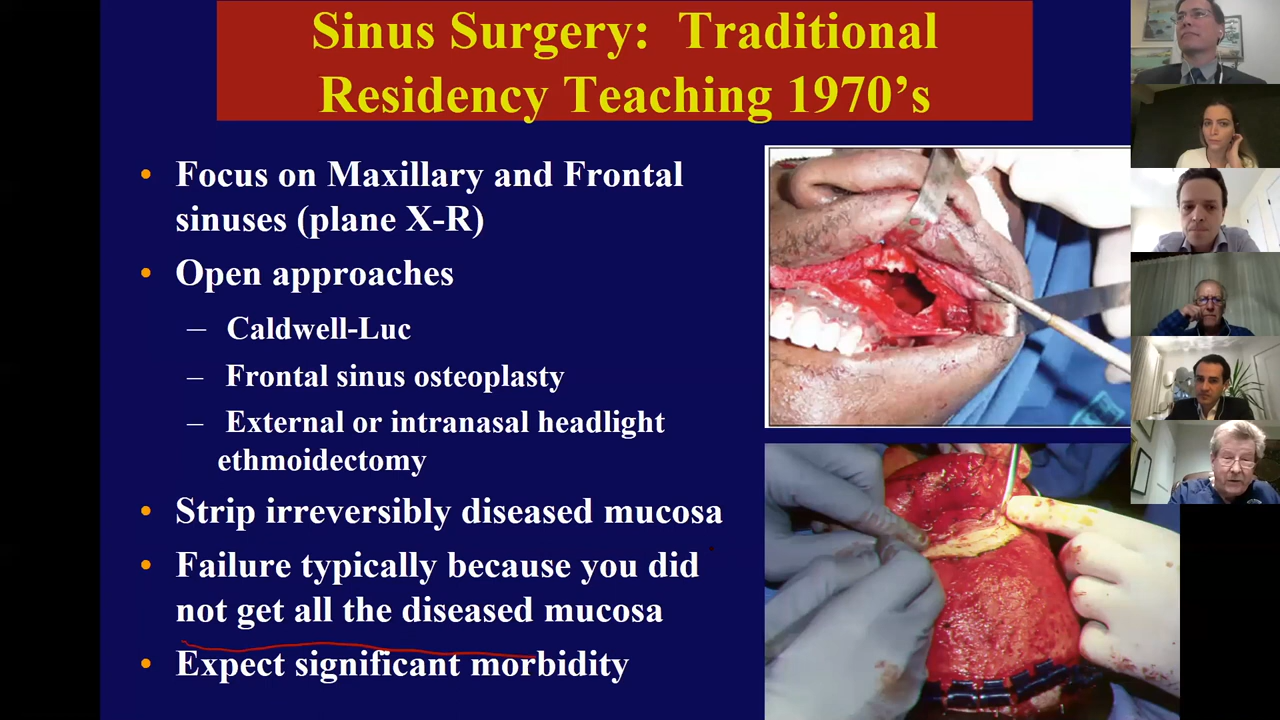 Sinus Surgery: Traditional
Residency Teaching 1970's
• Focus on Maxillary and Frontal
sinuses (plane X-R)
• Open approaches
– Caldwell-Luc
– Frontal sinus osteoplasty
– External or intranasal headlight
ethmoidectomy
• Strip irreversibly diseased mucosa
• Failure typically because you did
not get all the diseased mucosa
• Expect significant morbidity